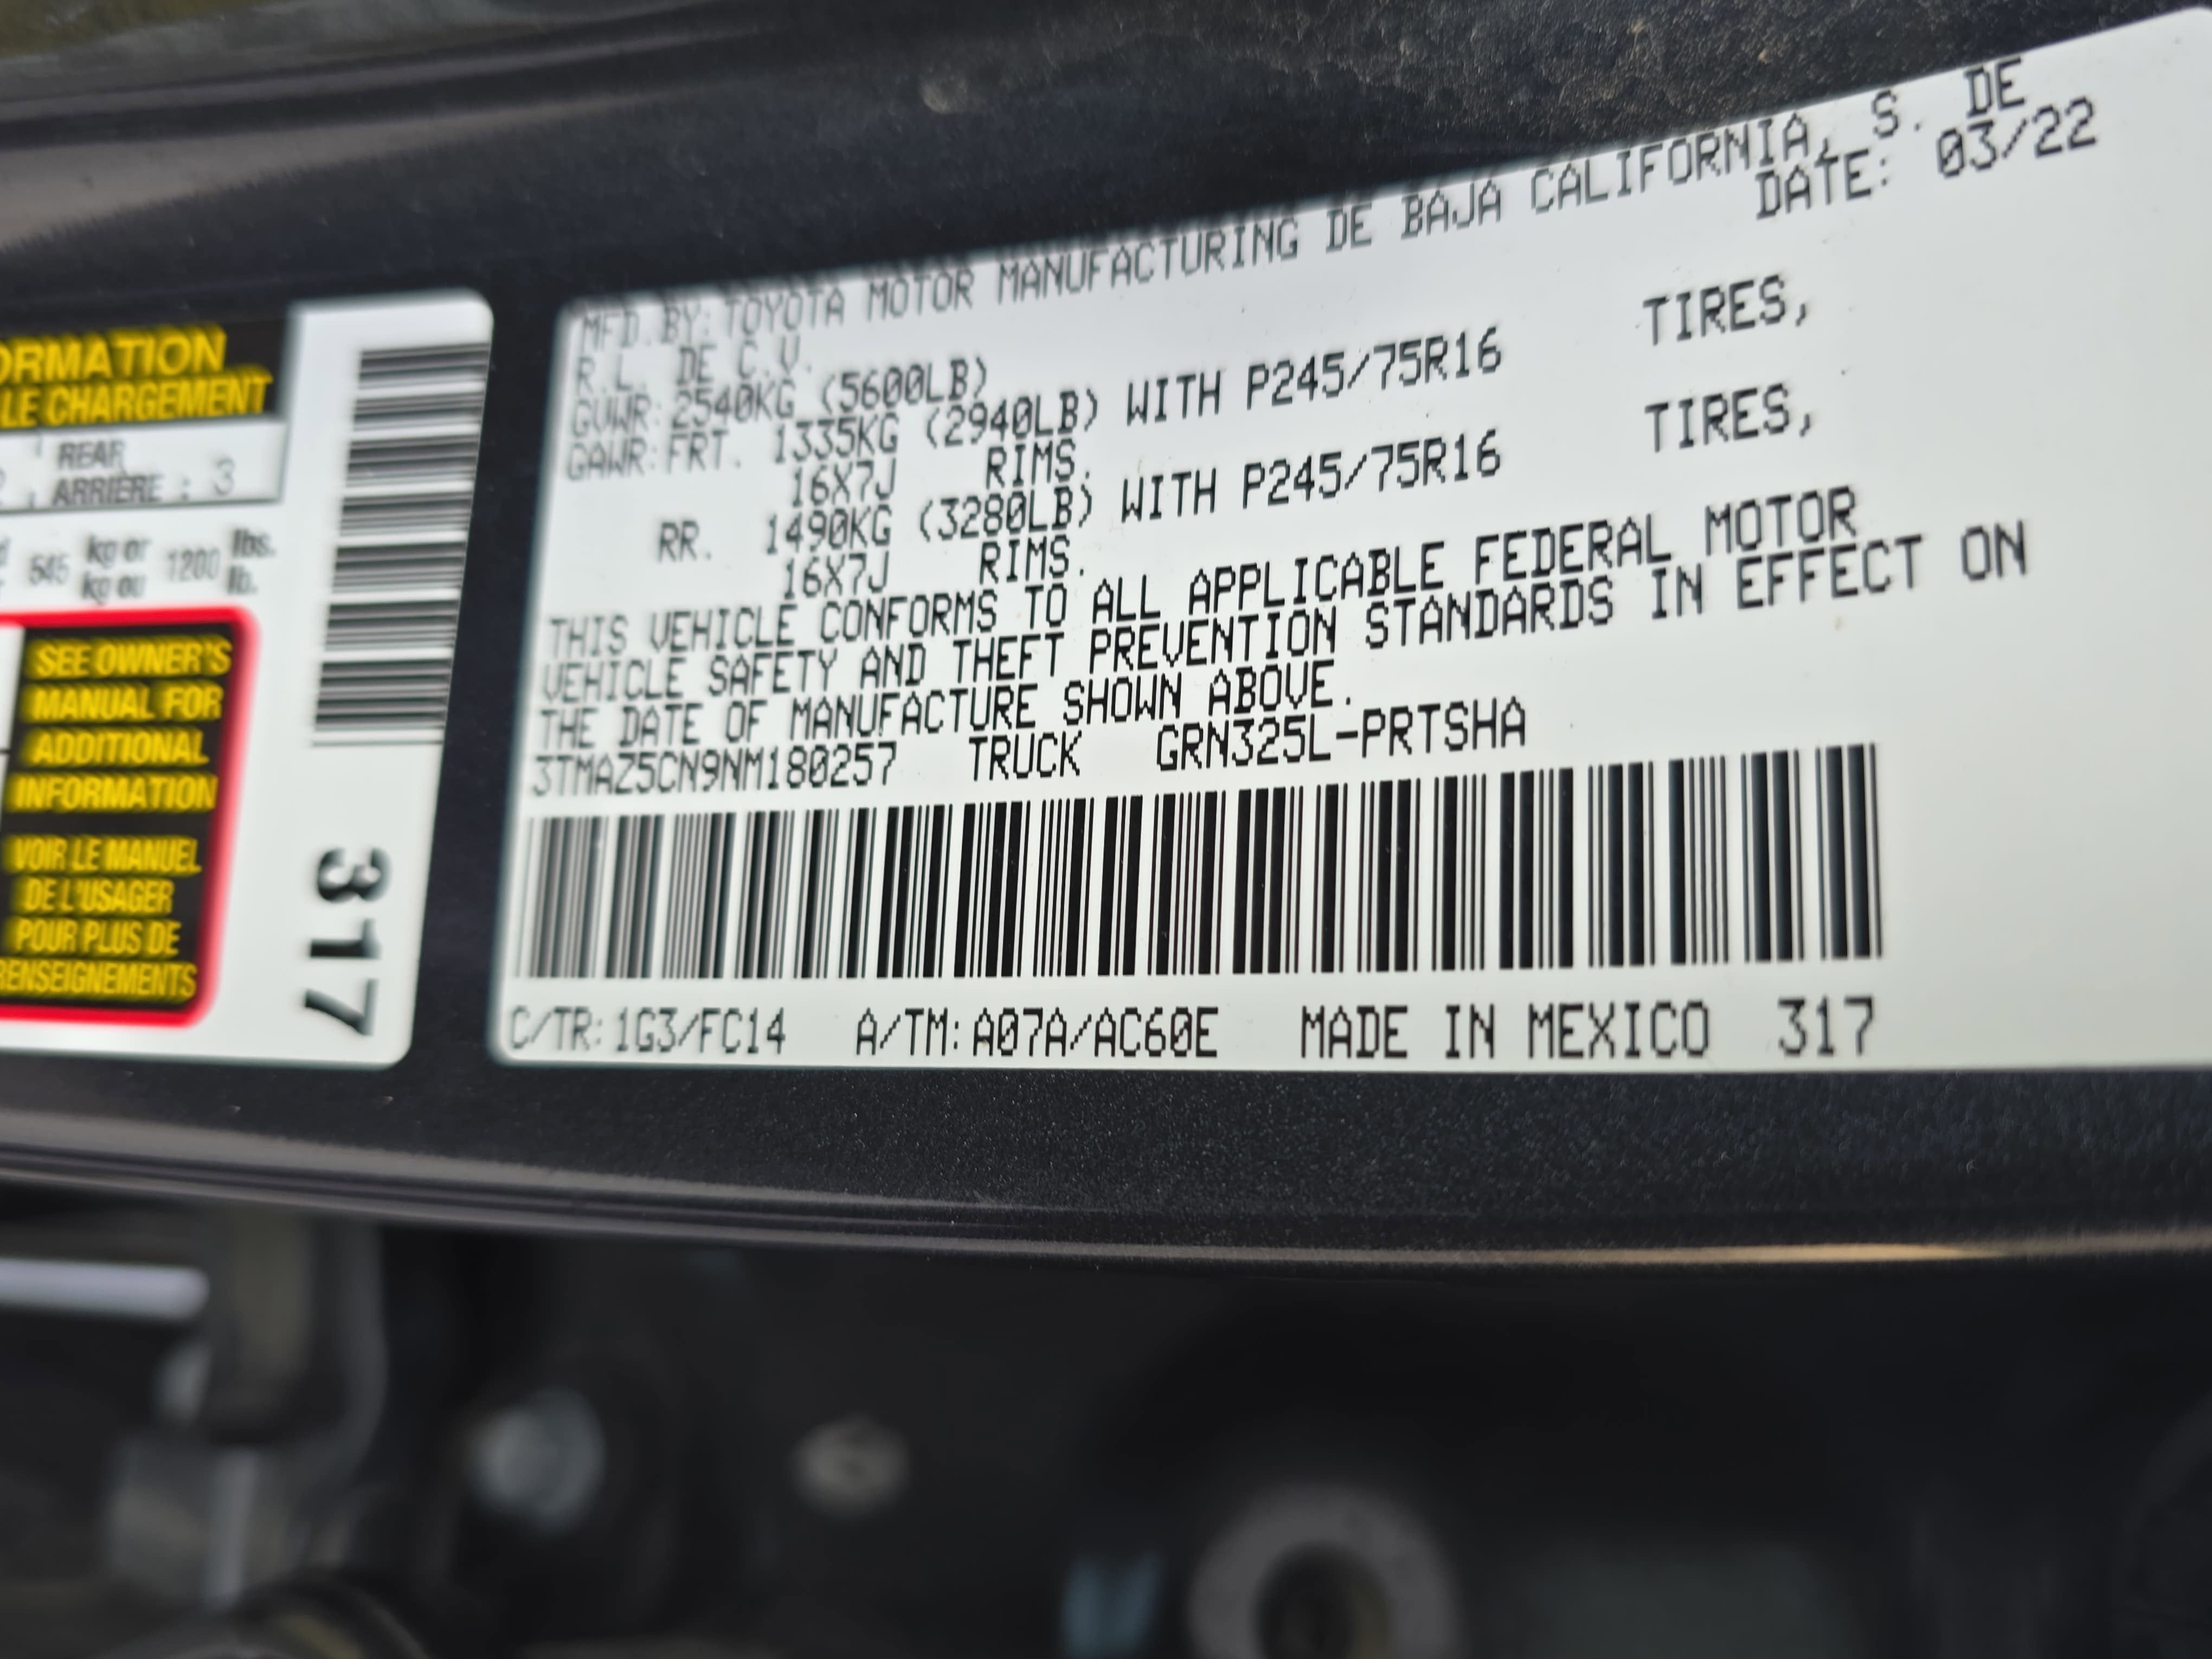 ORMATION
LE CHARGEMENT
REAR
ARRIÈRE : 3
545 kg or 1200 lbs.
kg ou lb.
SEE OWNER'S
MANUAL FOR
ADDITIONAL
INFORMATION
VOIR LE MANUEL
DE L'USAGER
POUR PLUS DE
RENSEIGNEMENTS
317
MFD.BY: TOYOTA MOTOR MANUFACTURING DE BAJA CALIFORNIA, S. DE
R.L. DE C.V. DATE: 03/22
GVWR: 2540KG (5600LB)
GAWR: FRT. 1335KG (2940LB) WITH P245/75R16 TIRES,
16X7J RIMS.
RR. 1490KG (3280LB) WITH P245/75R16 TIRES,
16X7J RIMS.
THIS VEHICLE CONFORMS TO ALL APPLICABLE FEDERAL MOTOR
VEHICLE SAFETY AND THEFT PREVENTION STANDARDS IN EFFECT ON
THE DATE OF MANUFACTURE SHOWN ABOVE.
3TMAZ5CN9NM180257 TRUCK GRN325L-PRTSHA
C/TR: 1G3/FC14 A/TM: A07A/AC60E MADE IN MEXICO 317